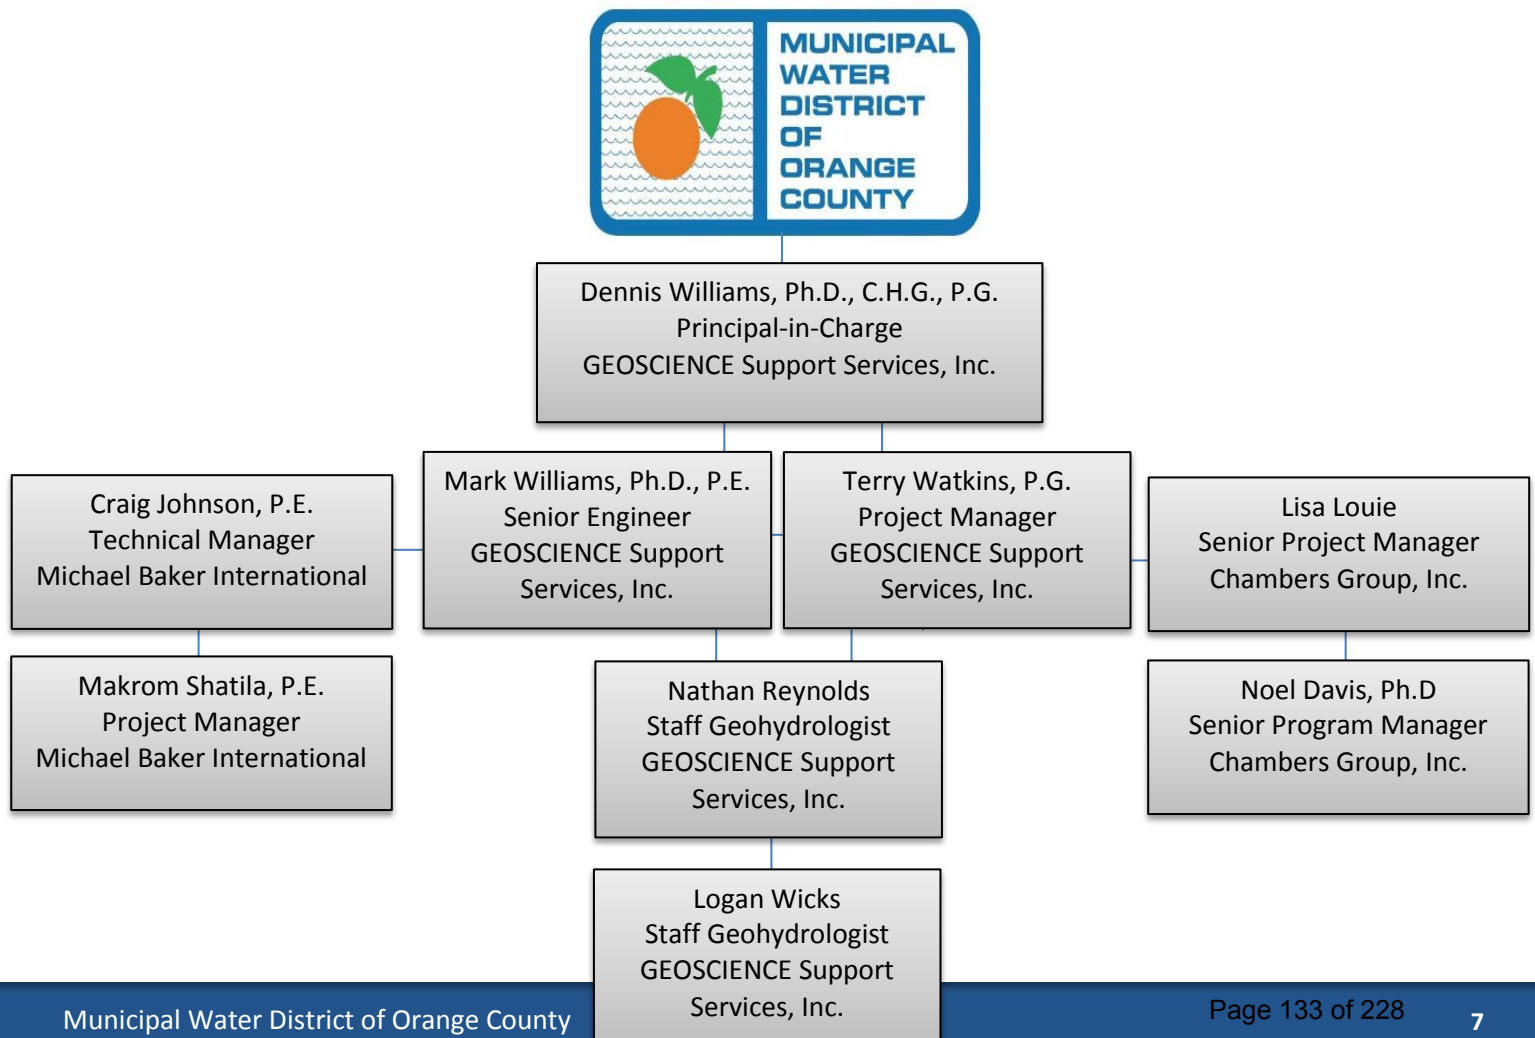 MUNICIPAL
WATER
DISTRICT
OF
ORANGE
COUNTY
Dennis Williams, Ph.D., C.H.G., P.G.
Principal-in-Charge
GEOSCIENCE Support Services, Inc.
Craig Johnson, P.E.
Technical Manager
Michael Baker International
Mark Williams, Ph.D., P.E.
Senior Engineer
GEOSCIENCE Support
Services, Inc.
Terry Watkins, P.G.
Project Manager
GEOSCIENCE Support
Services, Inc.
Lisa Louie
Senior Project Manager
Chambers Group, Inc.
Makrom Shatila, P.E.
Project Manager
Michael Baker International
Nathan Reynolds
Staff Geohydrologist
GEOSCIENCE Support
Services, Inc.
Noel Davis, Ph.D
Senior Program Manager
Chambers Group, Inc.
Logan Wicks
Staff Geohydrologist
GEOSCIENCE Support
Services, Inc.
Municipal Water District of Orange County
Page 133 of 228
7